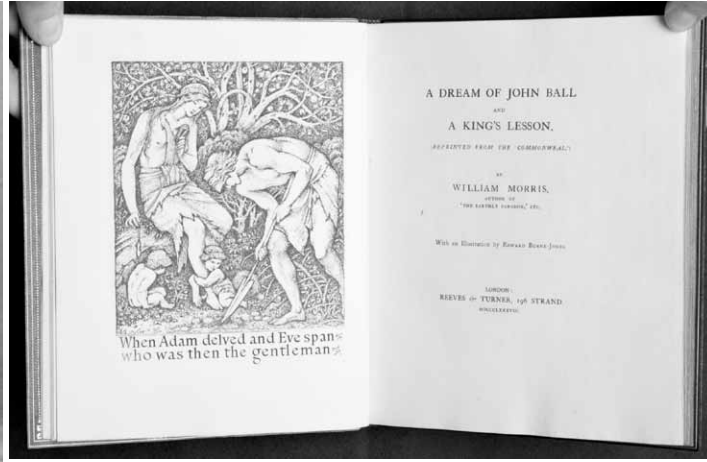 When Adam delved and Eve span
who was then the gentleman
A DREAM OF JOHN BALL
AND
A KING'S LESSON.
(REPRINTED FROM THE 'COMMONWEAL')
BY
WILLIAM MORRIS,
AUTHOR OF
"THE EARTHLY PARADISE," ETC.
With an Illustration by EDWARD BURNE-JONES
LONDON:
REEVES & TURNER, 196 STRAND.